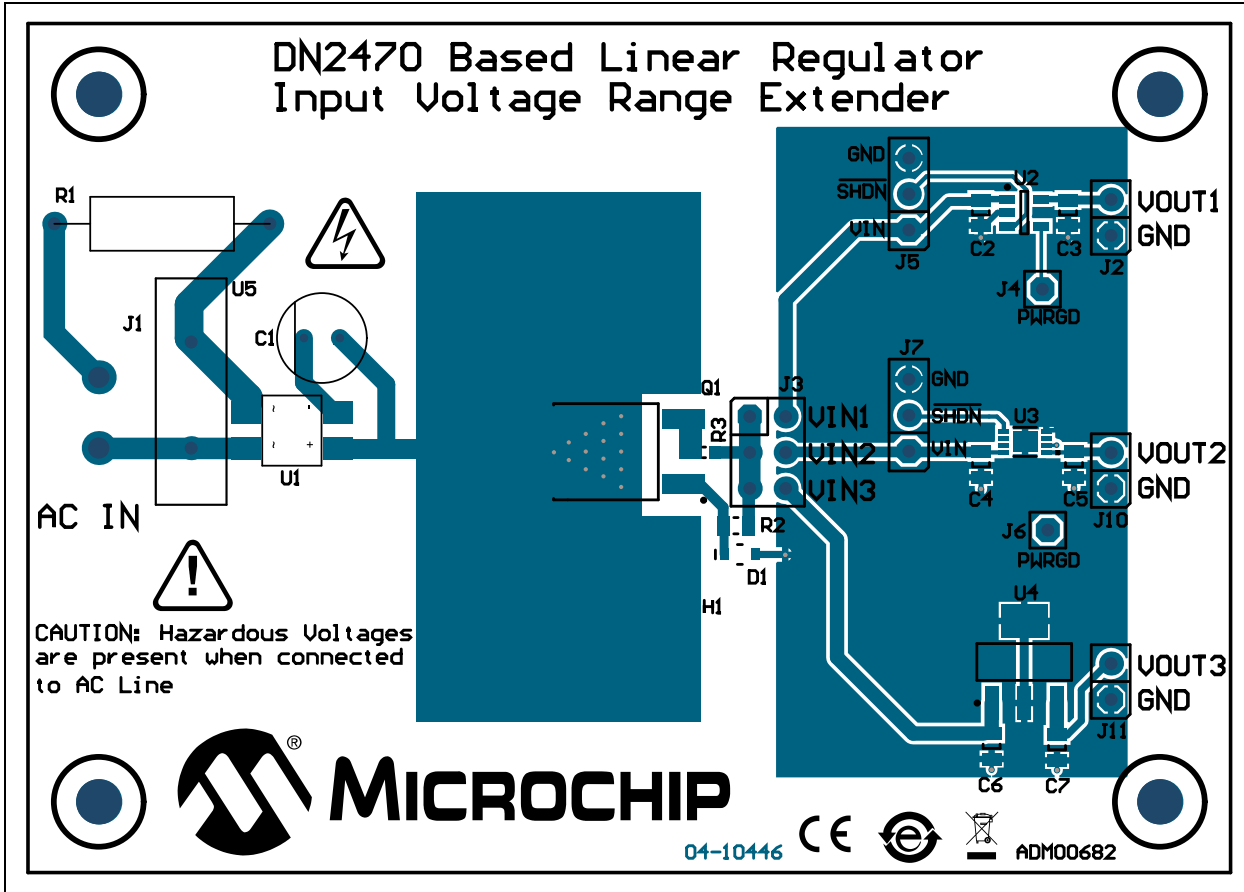 DN2470 Based Linear Regulator
Input Voltage Range Extender
R1
GND
SHDN
VIN
J5
U2
C2
C3
VOUT1
GND
J2
J4
PWRGD
U5
J1
C1
J7
GND
SHDN
VIN
Q1
J3
R3
VIN1
VIN2
VIN3
U3
C4
C5
VOUT2
GND
J10
~
-
~
+
U1
AC IN
R2
D1
H1
J6
PWRGD
U4
!
CAUTION: Hazardous Voltages
are present when connected
to AC Line
VOUT3
GND
J11
C6
C7
MICROCHIP
®
04-10446
CE
e
ADM00682